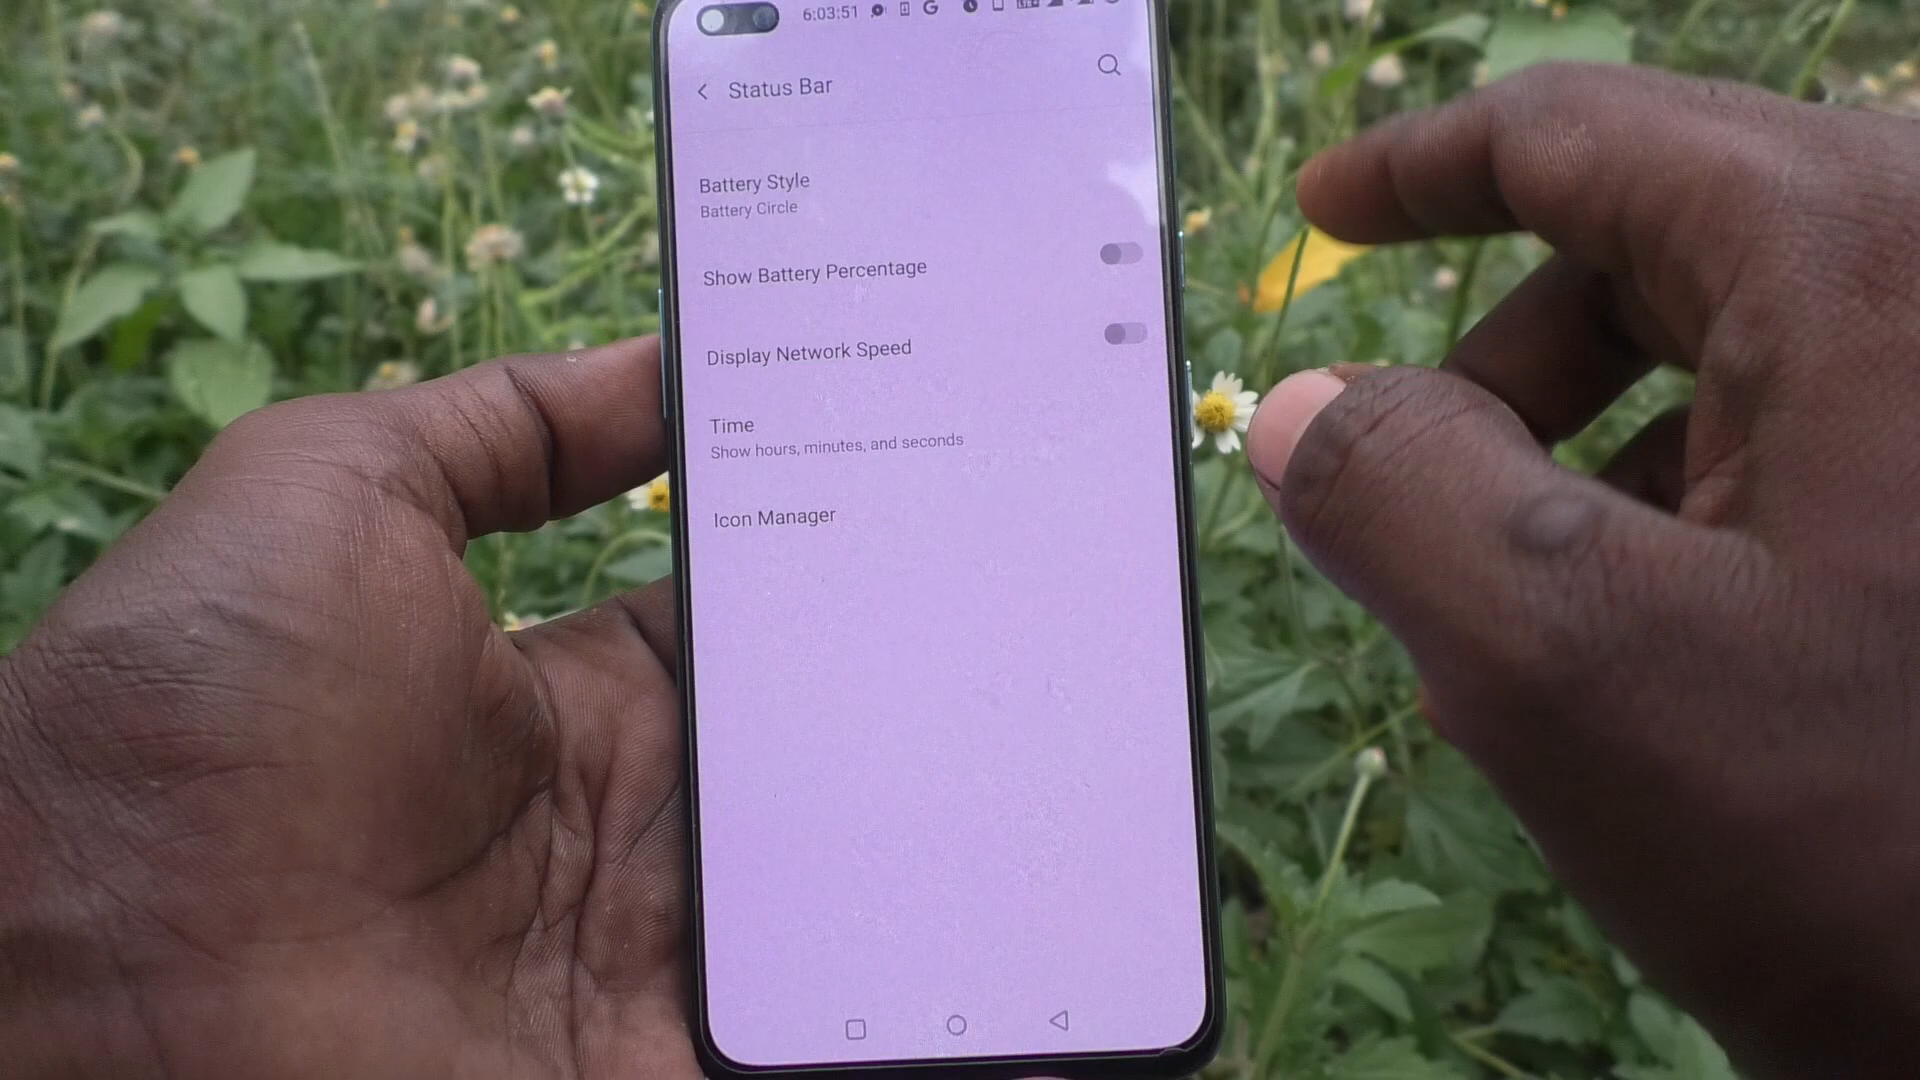 6:03:51 G
Status Bar
Battery Style
Battery Circle
Show Battery Percentage
Display Network Speed
Time
Show hours, minutes, and seconds
Icon Manager